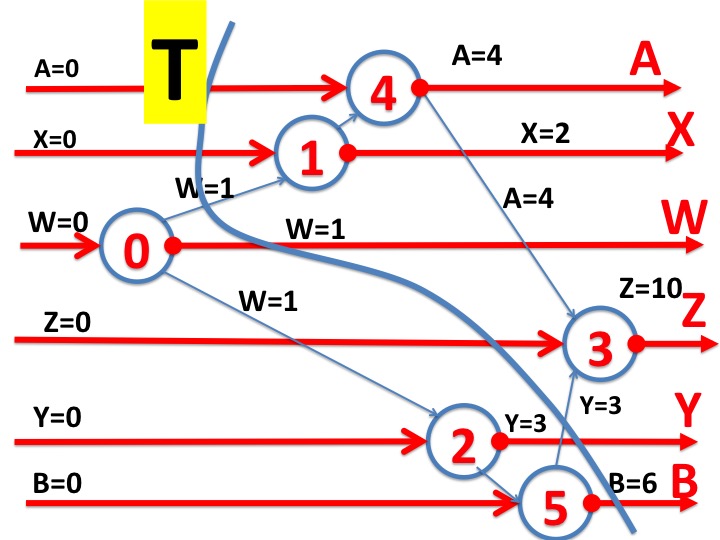 T
A=0
A=4
A
4
X=0
X=2
X
1
W=1
A=4
W=0
W=1
W
0
Z=10
Z
W=1
Z=0
3
Y=0
Y=3
Y=3
Y
2
B=0
B=6
B
5